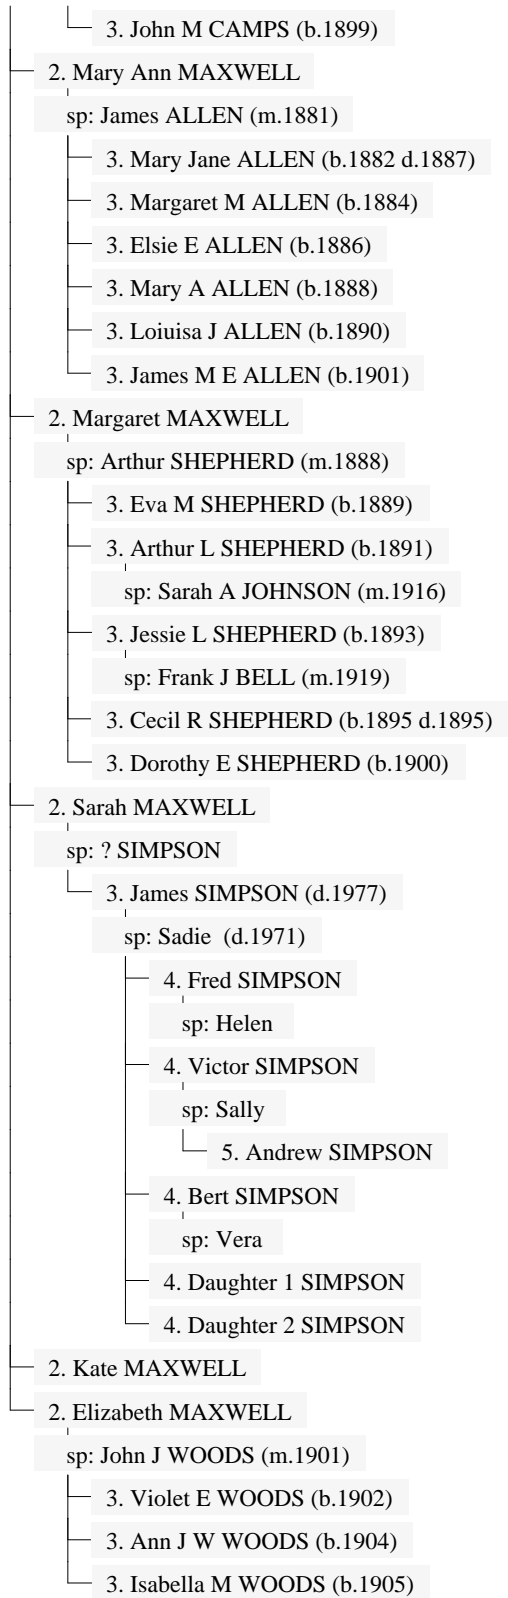 3. John M CAMPS (b.1899)
2. Mary Ann MAXWELL
sp: James ALLEN (m.1881)
3. Mary Jane ALLEN (b.1882 d.1887)
3. Margaret M ALLEN (b.1884)
3. Elsie E ALLEN (b.1886)
3. Mary A ALLEN (b.1888)
3. Loiuisa J ALLEN (b.1890)
3. James M E ALLEN (b.1901)
2. Margaret MAXWELL
sp: Arthur SHEPHERD (m.1888)
3. Eva M SHEPHERD (b.1889)
3. Arthur L SHEPHERD (b.1891)
sp: Sarah A JOHNSON (m.1916)
3. Jessie L SHEPHERD (b.1893)
sp: Frank J BELL (m.1919)
3. Cecil R SHEPHERD (b.1895 d.1895)
3. Dorothy E SHEPHERD (b.1900)
2. Sarah MAXWELL
sp: ? SIMPSON
3. James SIMPSON (d.1977)
sp: Sadie (d.1971)
4. Fred SIMPSON
sp: Helen
4. Victor SIMPSON
sp: Sally
5. Andrew SIMPSON
4. Bert SIMPSON
sp: Vera
4. Daughter 1 SIMPSON
4. Daughter 2 SIMPSON
2. Kate MAXWELL
2. Elizabeth MAXWELL
sp: John J WOODS (m.1901)
3. Violet E WOODS (b.1902)
3. Ann J W WOODS (b.1904)
3. Isabella M WOODS (b.1905)